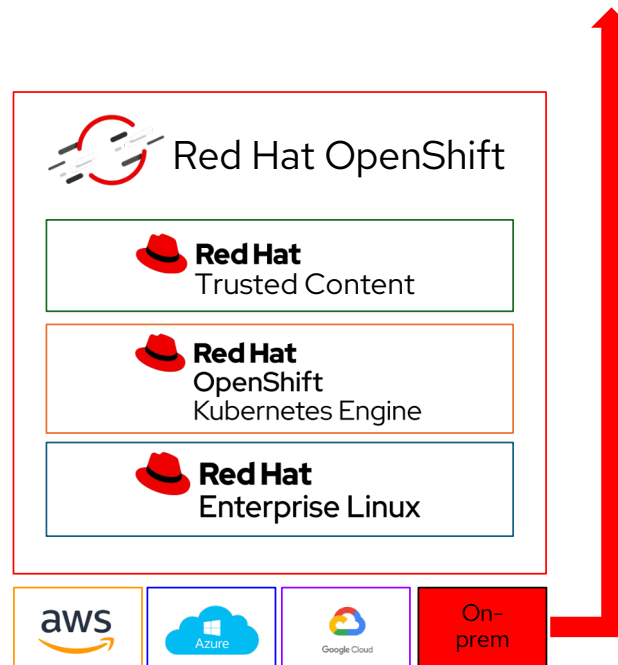 Red Hat OpenShift
Red Hat
Trusted Content
Red Hat
OpenShift
Kubernetes Engine
Red Hat
Enterprise Linux
aws
Azure
Google Cloud
On-
prem